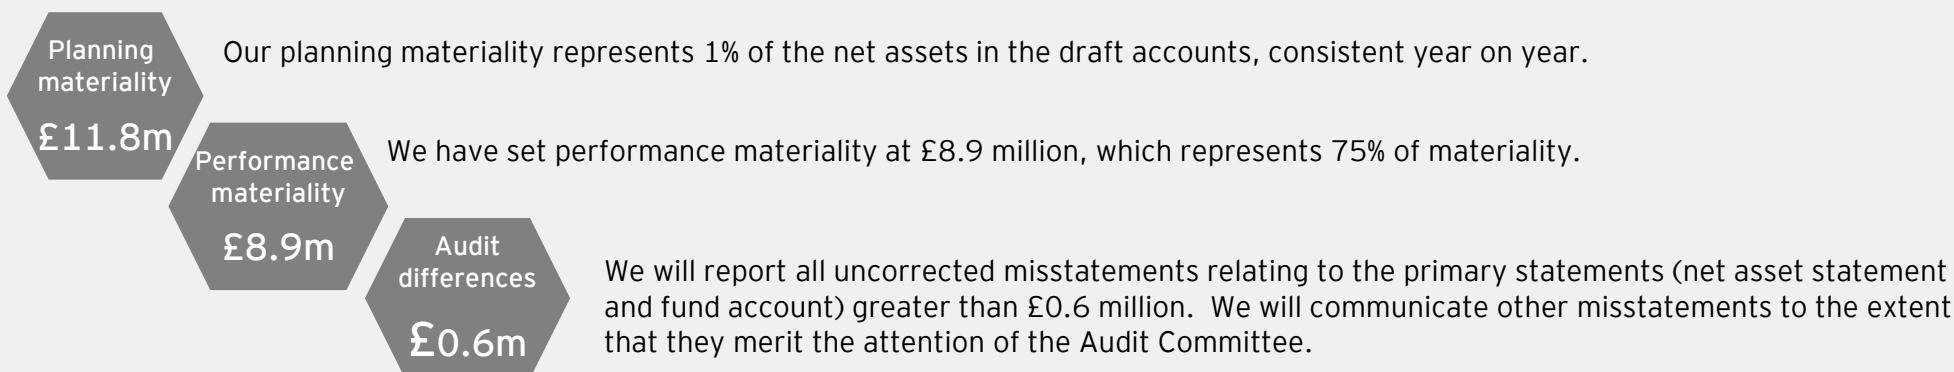 Planning
materiality
£11.8m
Our planning materiality represents 1% of the net assets in the draft accounts, consistent year on year.
Performance
materiality
£8.9m
We have set performance materiality at £8.9 million, which represents 75% of materiality.
Audit
differences
£0.6m
We will report all uncorrected misstatements relating to the primary statements (net asset statement
and fund account) greater than £0.6 million.  We will communicate other misstatements to the extent
that they merit the attention of the Audit Committee.